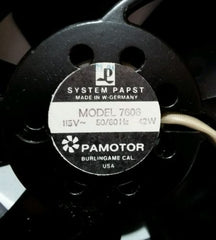 SYSTEM PAPST
MADE IN W-GERMANY
MODEL 7606
115V~ 50/60Hz 12W
PAMOTOR
BURLINGAME CAL.
USA